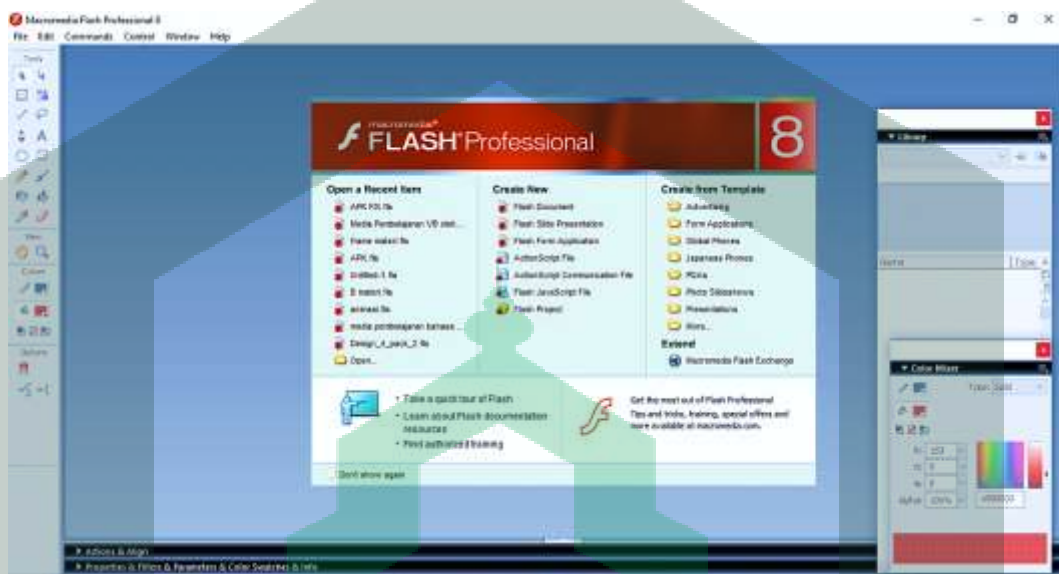 Macromedia Flash Professional 8
File Edit Commands Control Window Help
Tools
View
Colors
Options
macromedia
FLASH Professional 8
Open a Recent Item
APK FIX.fla
Media Pembelajaran VB
frame materi.fla
APK.fla
Untitled-1.fla
B materi.fla
animasi.fla
media pembelajaran bahasa ...
Design_4_pack_2.fla
Open...
Create New
Flash Document
Flash Slide Presentation
Flash Form Application
ActionScript File
ActionScript Communication File
Flash JavaScript File
Flash Project
Create from Template
Advertising
Form Applications
Global Phones
Japanese Phones
PDAs
Photo Slideshows
Presentations
More...
Extend
Macromedia Flash Exchange
• Take a quick tour of Flash
• Learn about Flash documentation
resources
• Find authorized training
Get the most out of Flash Professional
Tips and tricks, training, special offers and
more available at macromedia.com.
Don't show again
Library
Name Type
Color Mixer
Type: Solid
Alpha: 100%
Actions & Align
Properties & Filters & Parameters & Color Swatches & Info